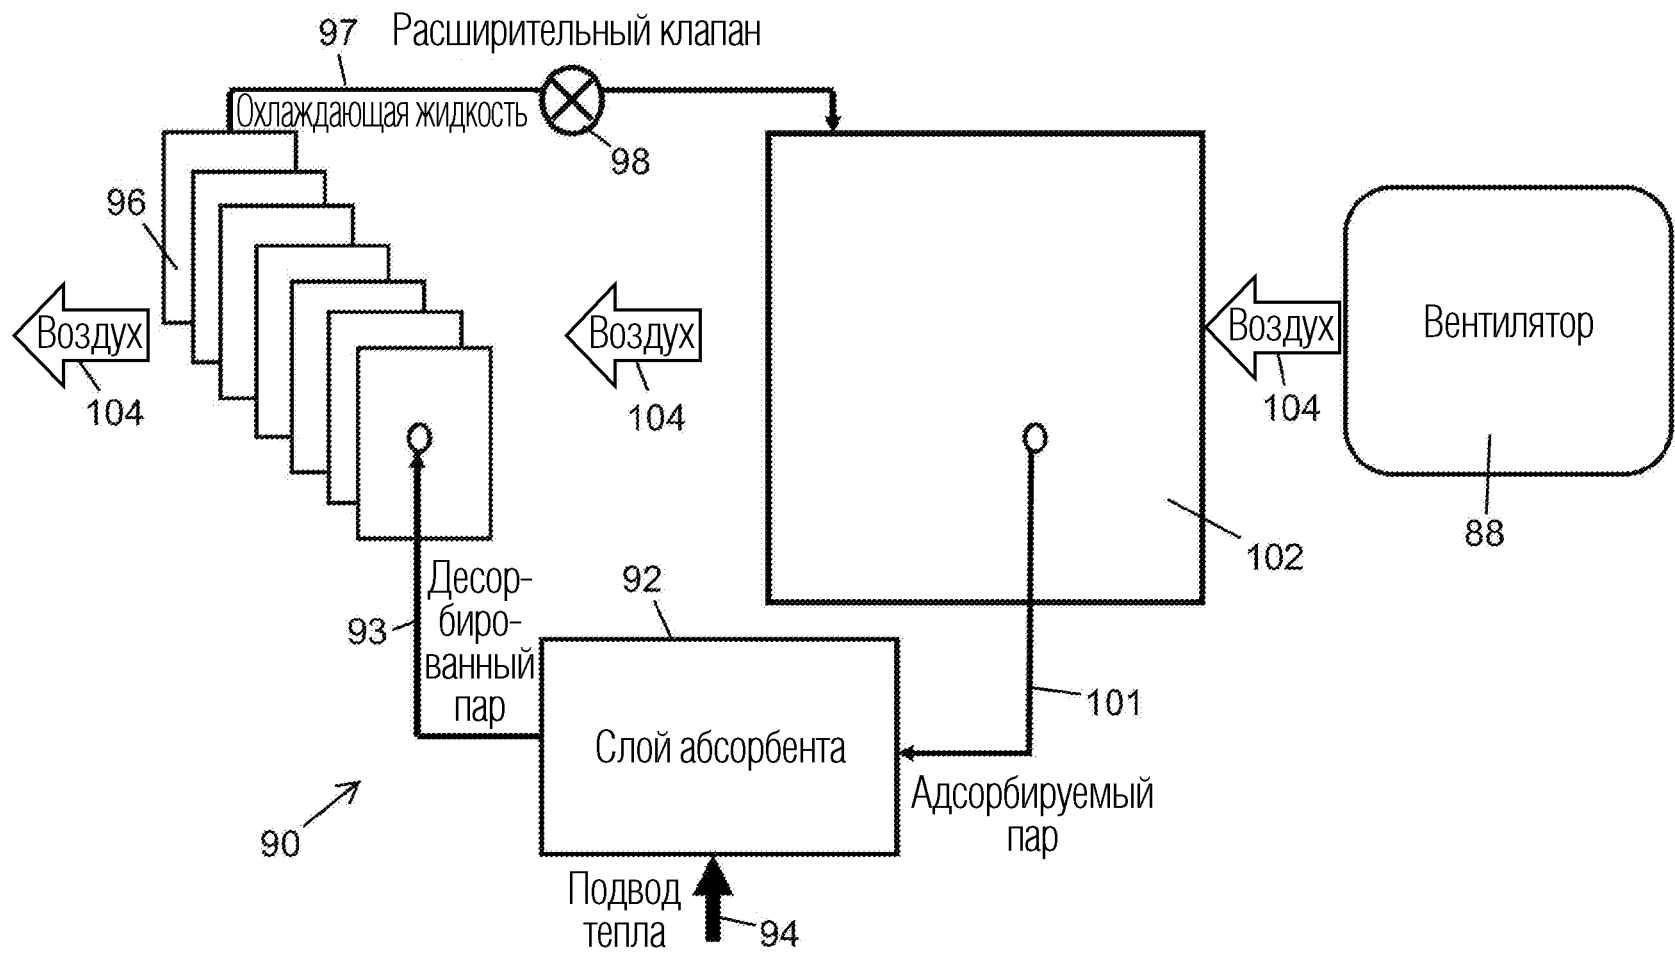 97
Расширительный клапан
Охлаждающая жидкость
98
96
Воздух
104
Воздух
104
Воздух
104
Вентилятор
88
102
92
Десор-
биро-
ванный
пар
93
101
Слой абсорбента
Адсорбируемый
пар
90
Подвод
тепла
94